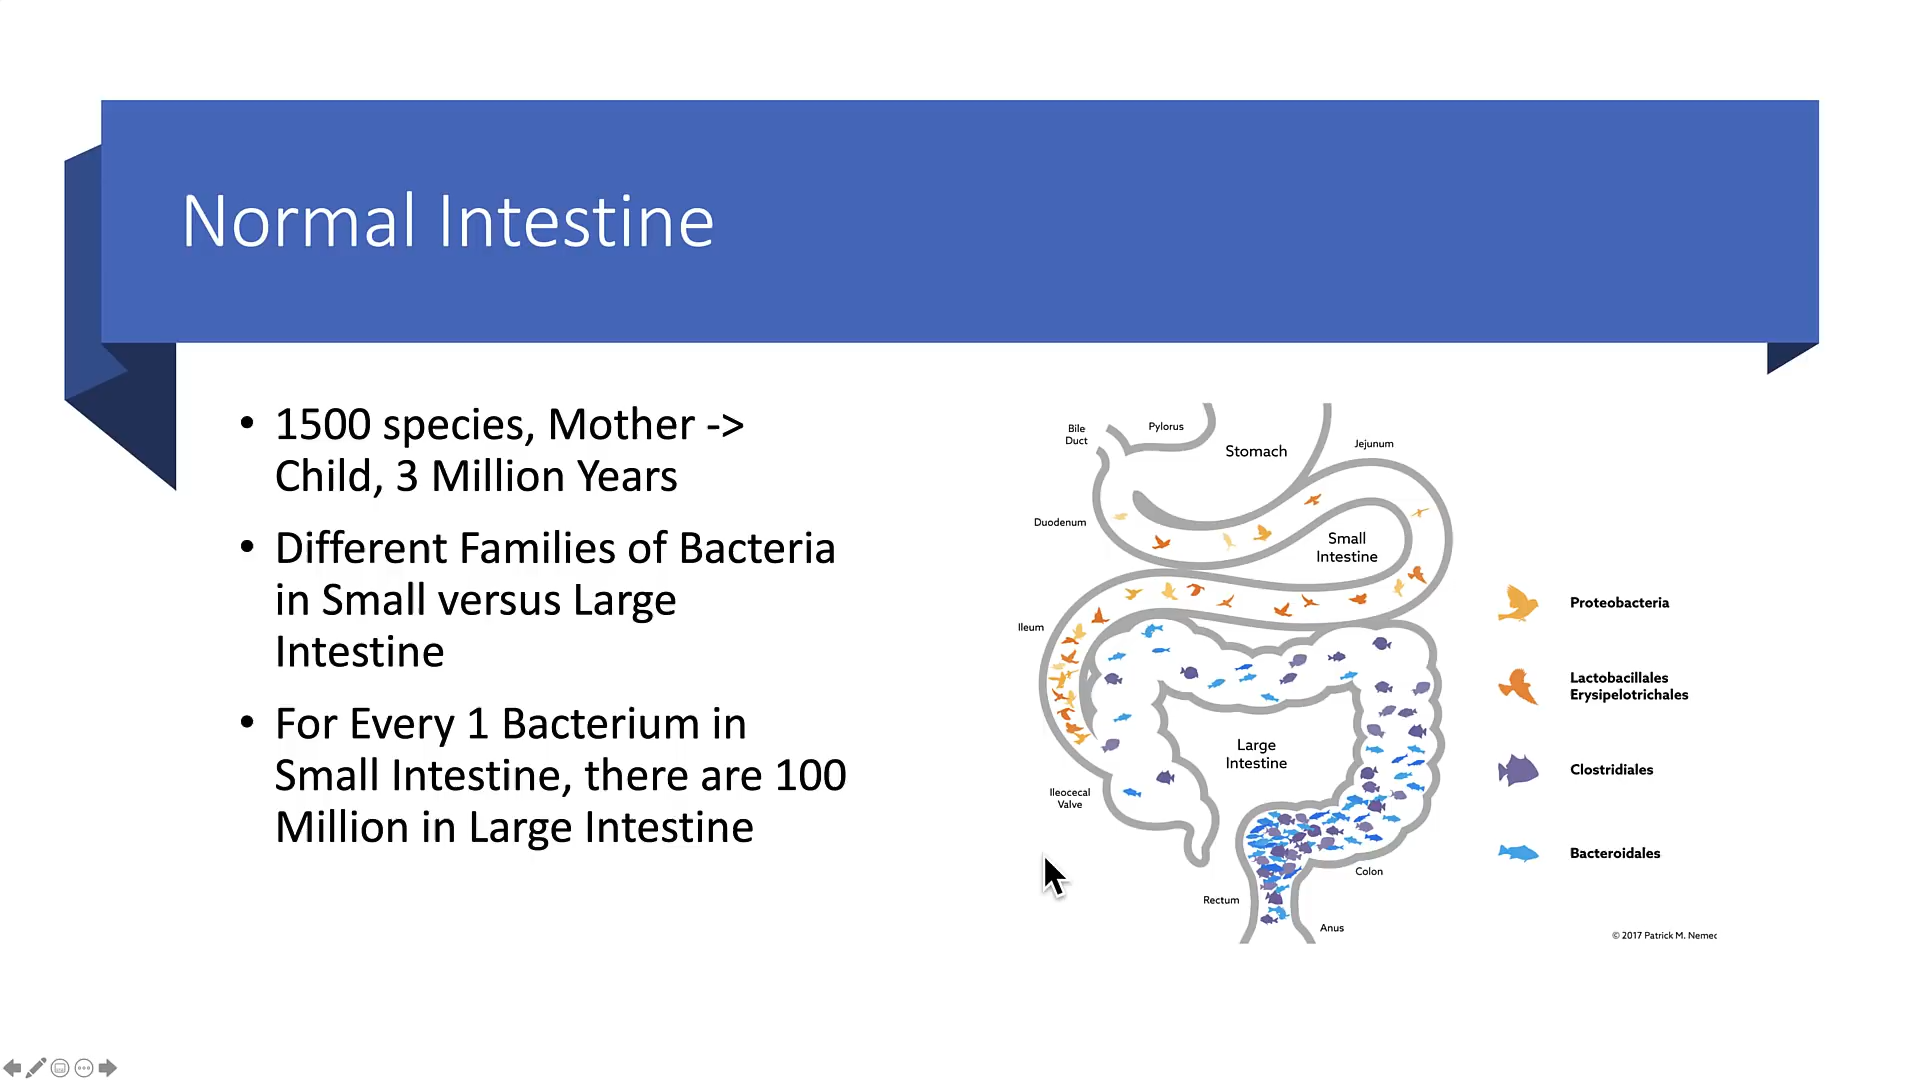 Normal Intestine
• 1500 species, Mother ->
Child, 3 Million Years
• Different Families of Bacteria
in Small versus Large
Intestine
• For Every 1 Bacterium in
Small Intestine, there are 100
Million in Large Intestine
Bile
Duct
Pylorus
Stomach
Jejunum
Duodenum
Small
Intestine
Ileum
Large
Intestine
Ileocecal
Valve
Colon
Rectum
Anus
Proteobacteria
Lactobacillales
Erysipelotrichales
Clostridiales
Bacteroidales
© 2017 Patrick M. Nemec